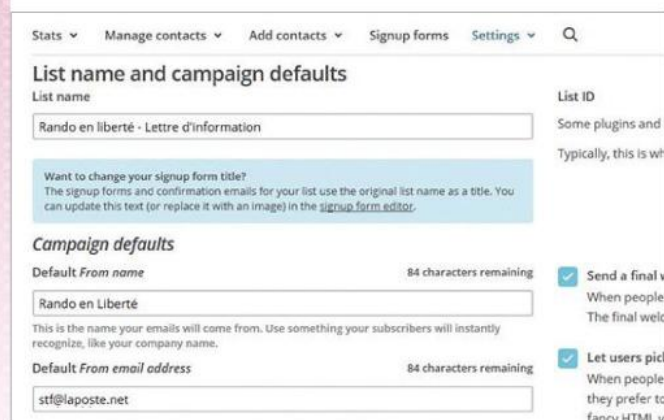 Stats Manage contacts Add contacts Signup forms Settings
List name and campaign defaults
List name
Rando en liberté - Lettre d'information
Want to change your signup form title?
The signup forms and confirmation emails for your list use the original list name as a title. You
can update this text (or replace it with an image) in the signup form editor.
Campaign defaults
Default From name 84 characters remaining
Rando en Liberté
This is the name your emails will come from. Use something your subscribers will instantly
recognize, like your company name.
Default From email address 84 characters remaining
stf@laposte.net
List ID
Some plugins and
Typically, this is wh
Send a final w
When people
The final welc
Let users pick
When people
they prefer to
fancy HTML v